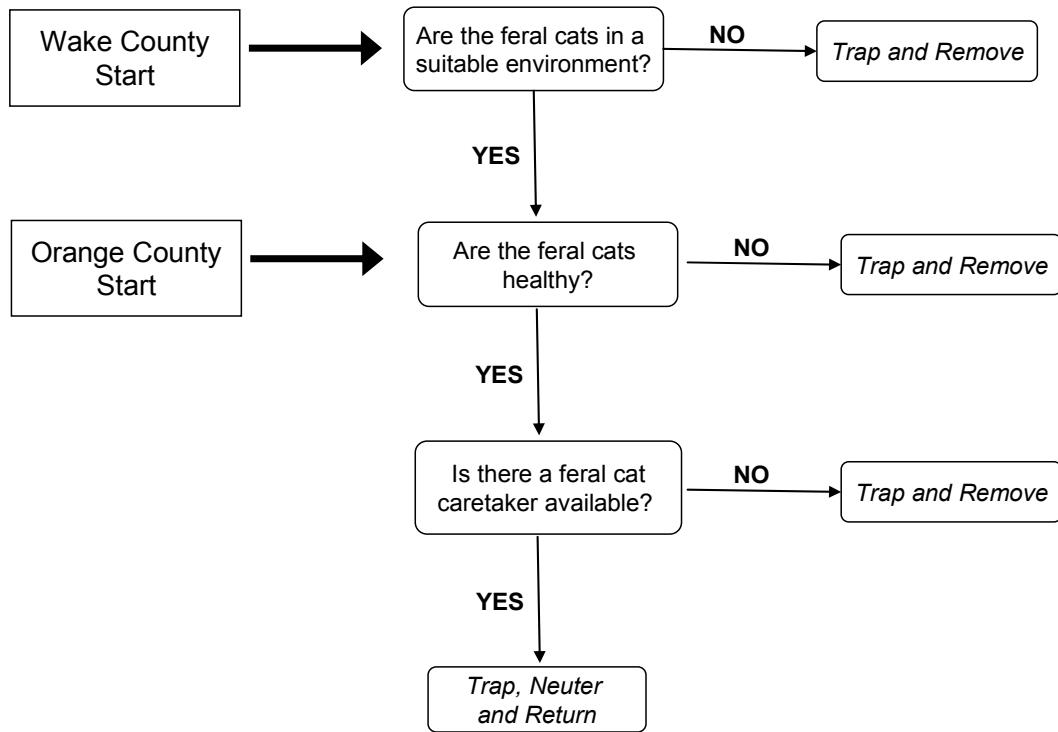 Wake County
Start
Are the feral cats in a
suitable environment?
NO
Trap and Remove
YES
Orange County
Start
Are the feral cats
healthy?
NO
Trap and Remove
YES
Is there a feral cat
caretaker available?
NO
Trap and Remove
YES
Trap, Neuter
and Return